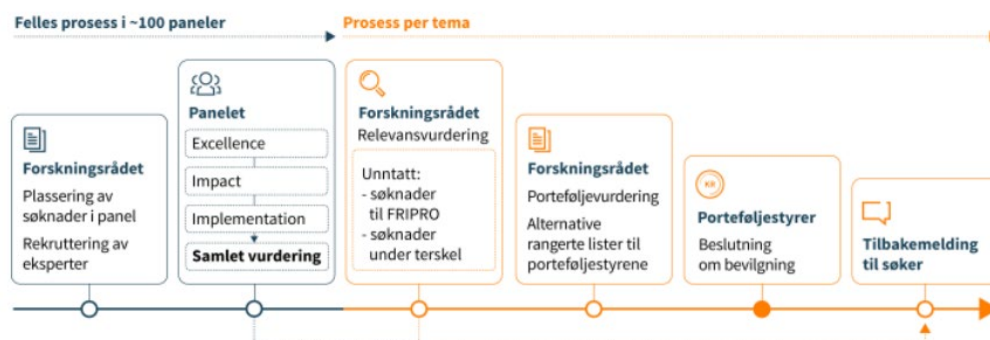 Felles prosess i ~100 paneler
Prosess per tema
Forskningsrådet
Plassering av
søknader i panel
Rekruttering av
eksperter
Panelet
Excellence
Impact
Implementation
Samlet vurdering
Forskningsrådet
Relevansvurdering
Unntatt:
- søknader
til FRIPRO
- søknader
under terskel
Forskningsrådet
Porteføljevurdering
Alternative
rangerte lister til
porteføljestyrene
KR
Porteføljestyrer
Beslutning
om bevilgning
Tilbakemelding
til søker